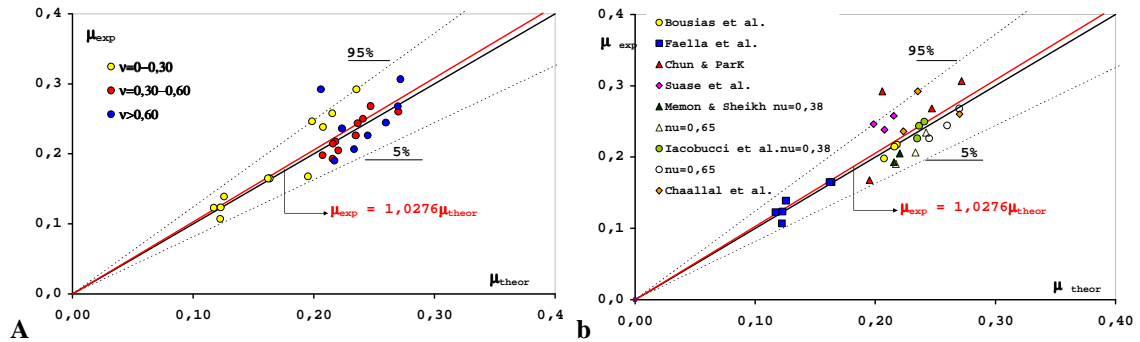 0,4
μexp
ν=0–0,30
ν=0,30–0,60
ν>0,60
95%
5%
μexp = 1,0276μtheor
μtheor
0,3
0,2
0,1
0,0
0,00
0,10
0,20
0,30
0,4
A
0,4
μ exp
Bousias et al.
Faella et al.
Chun & ParK
Suase et al.
Memon & Sheikh nu=0,38
nu=0,65
Iacobucci et al.nu=0,38
nu=0,65
Chaallal et al.
95%
5%
μexp = 1,0276μtheor
μ theor
0,3
0,2
0,1
0,0
0,00
0,10
0,20
0,30
0,40
b